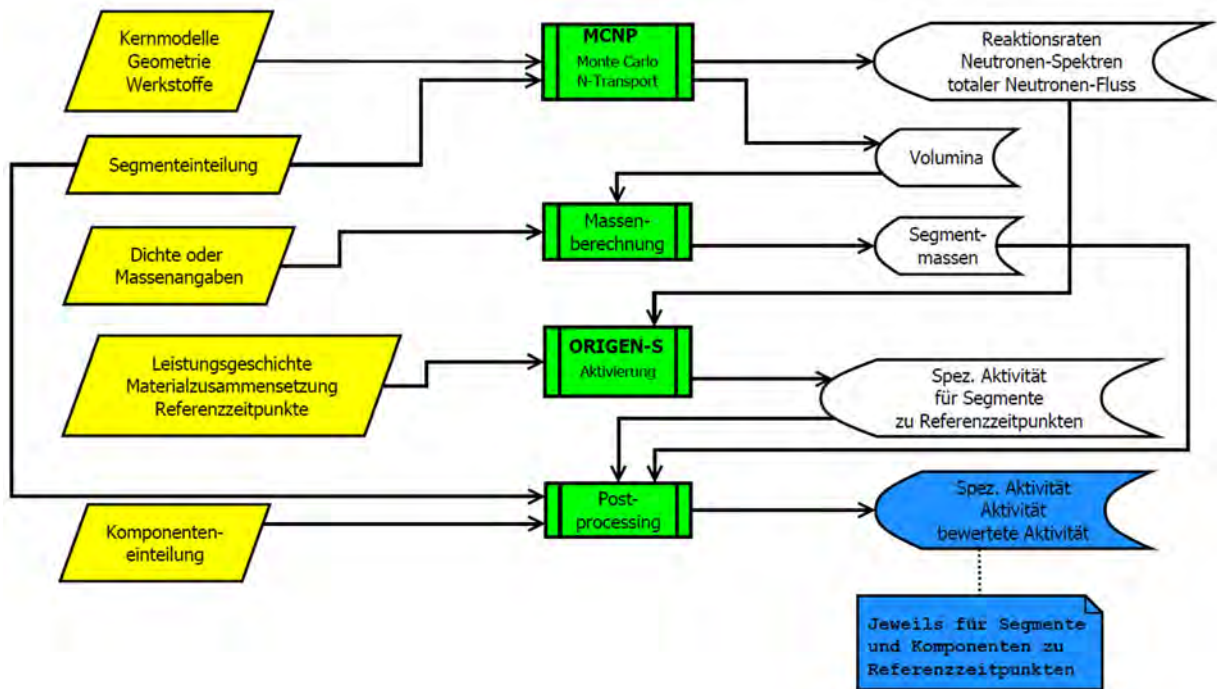 Kernmodelle
Geometrie
Werkstoffe
MCNP
Monte Carlo
N-Transport
Reaktionsraten
Neutronen-Spektren
totaler Neutronen-Fluss
Segmenteinteilung
Volumina
Dichte oder
Massenangaben
Massen-
berechnung
Segment-
massen
Leistungsgeschichte
Materialzusammensetzung
Referenzzeitpunkte
ORIGEN-S
Aktivierung
Spez. Aktivität
für Segmente
zu Referenzzeitpunkten
Komponenten-
einteilung
Post-
processing
Spez. Aktivität
Aktivität
bewertete Aktivität
Jeweils für Segmente
und Komponenten zu
Referenzzeitpunkten